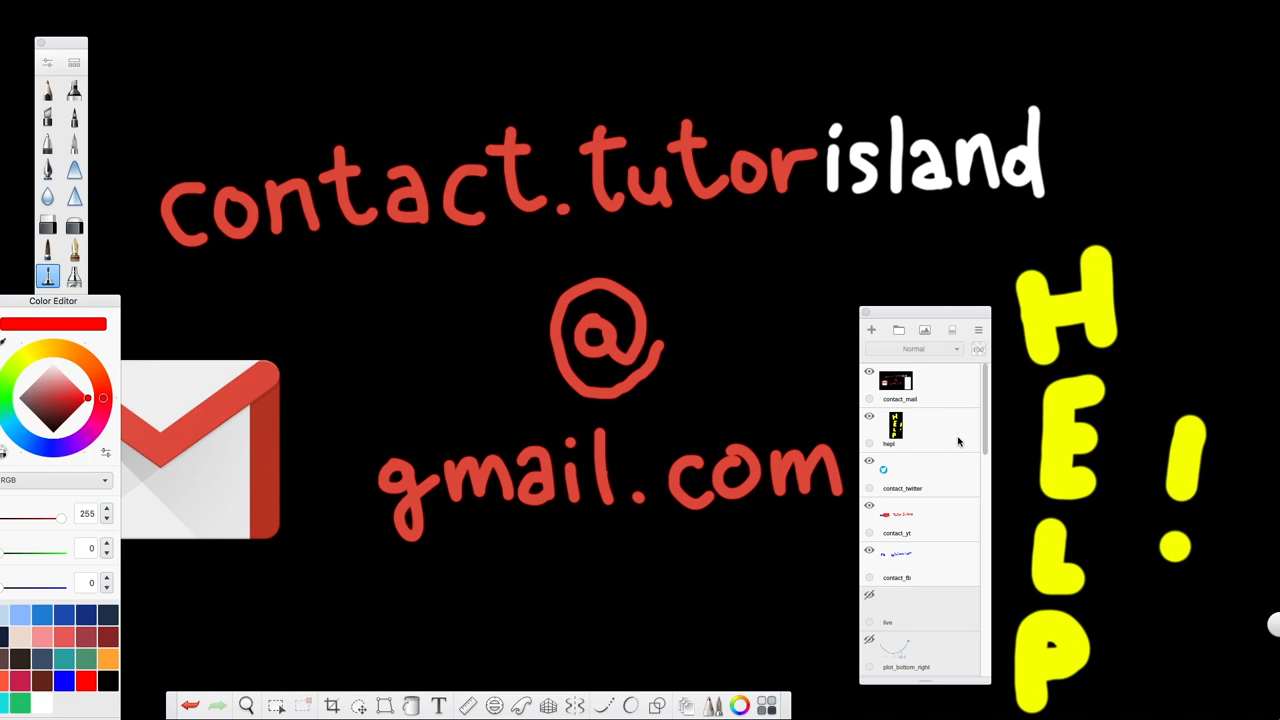 contact.tutorisland
@
gmail.com
HELP!
Color Editor
RGB
255
0
0
Normal
contact_mail
hepl
contact_twitter
contact_yt
contact_fb
live
plot_bottom_right
T